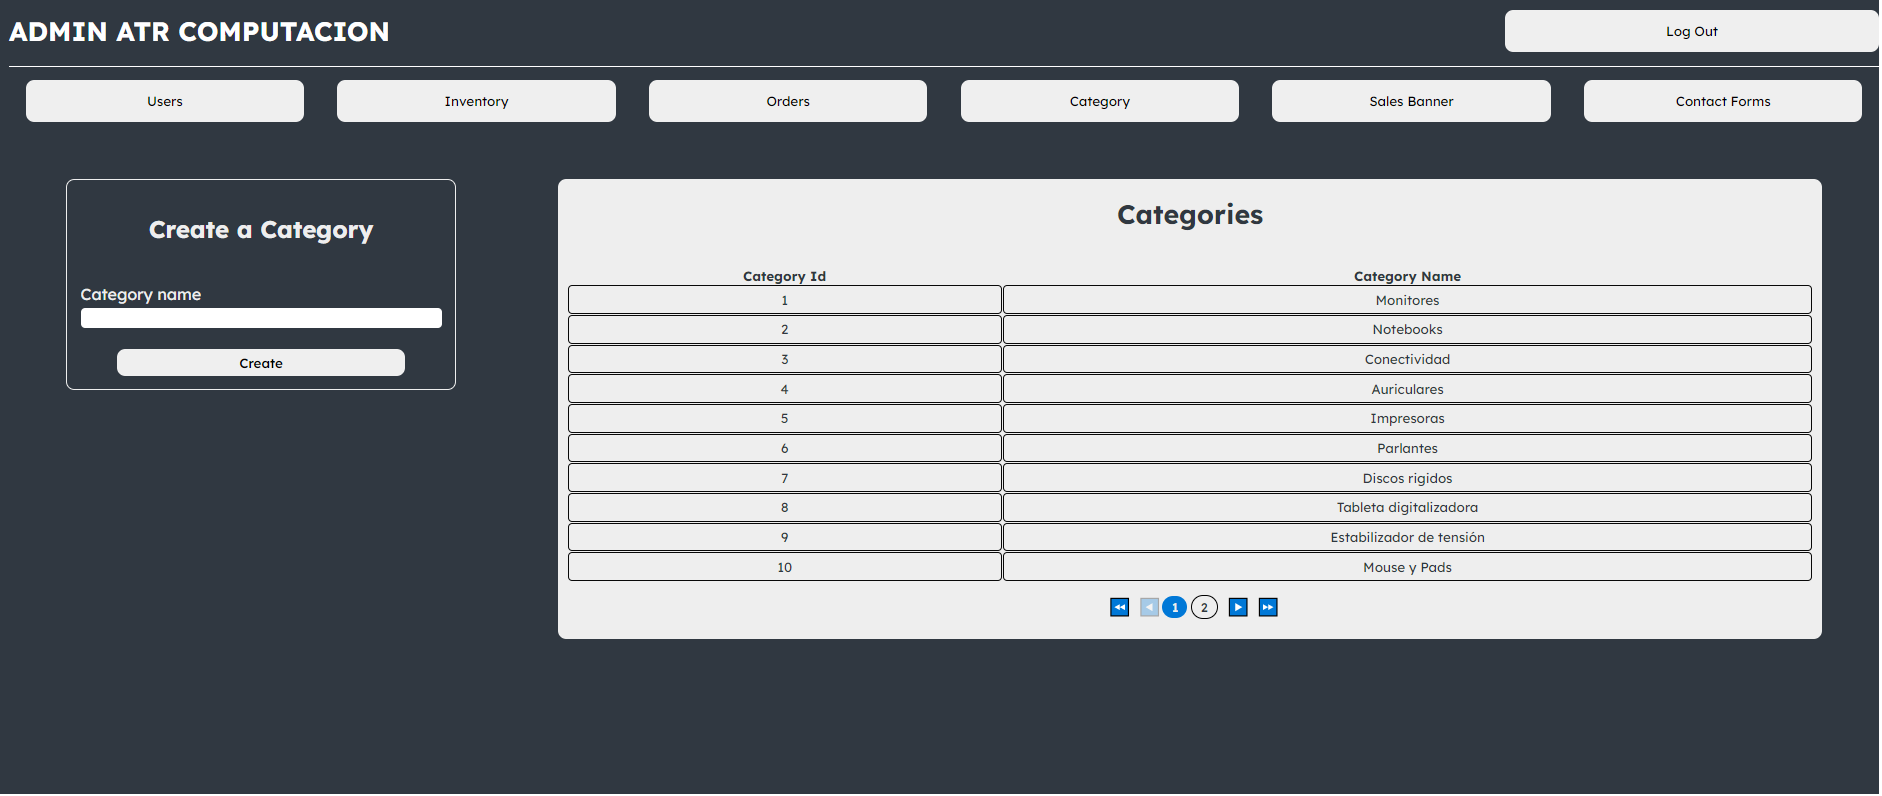 ADMIN ATR COMPUTACION
Log Out
Users Inventory Orders Category Sales Banner Contact Forms
Create a Category
Category name
Create
Categories
Category Id Category Name
1 Monitores
2 Notebooks
3 Conectividad
4 Auriculares
5 Impresoras
6 Parlantes
7 Discos rigidos
8 Tableta digitalizadora
9 Estabilizador de tensión
10 Mouse y Pads
1 2